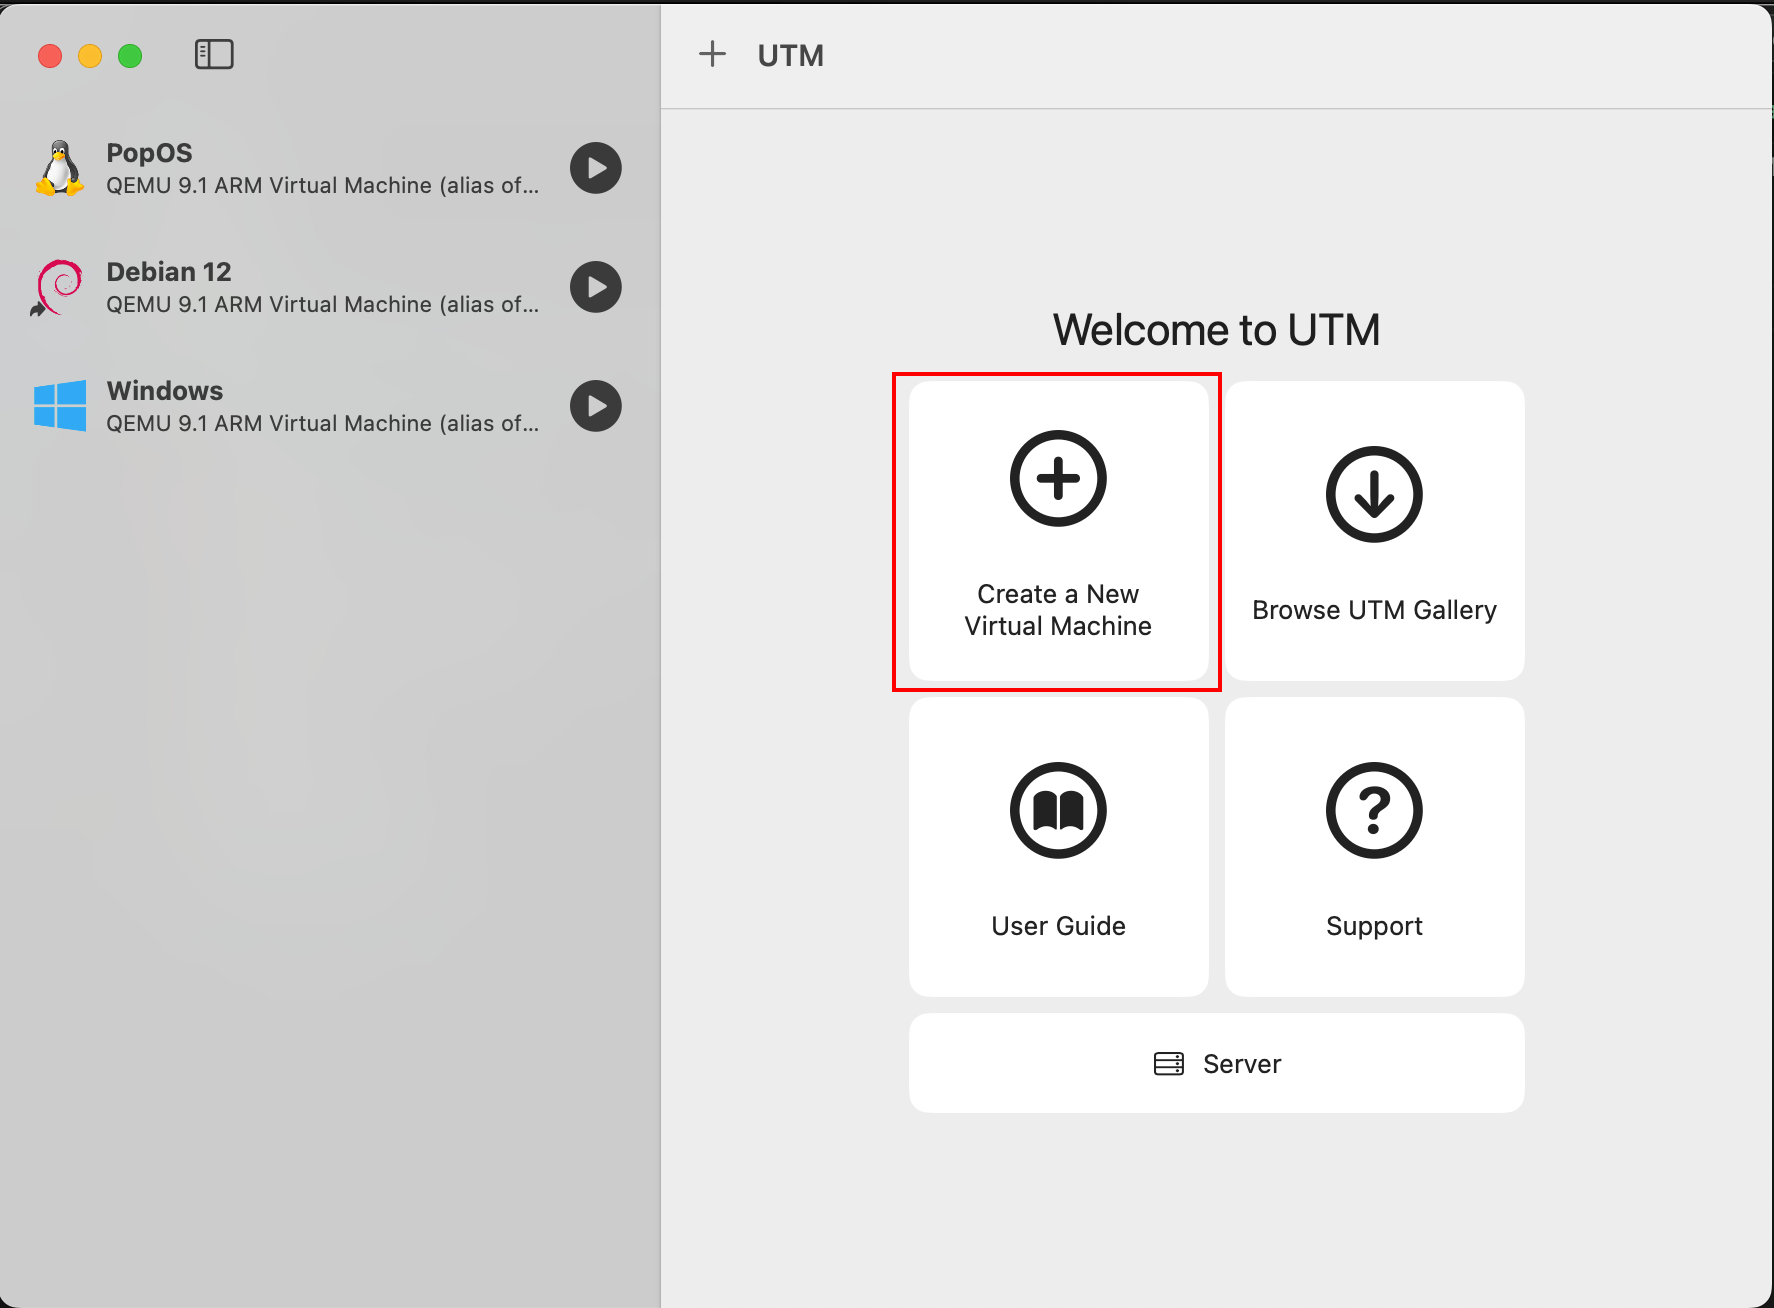 UTM
PopOS
QEMU 9.1 ARM Virtual Machine (alias of...
Debian 12
QEMU 9.1 ARM Virtual Machine (alias of...
Windows
QEMU 9.1 ARM Virtual Machine (alias of...
Welcome to UTM
Create a New
Virtual Machine
Browse UTM Gallery
User Guide
Support
Server